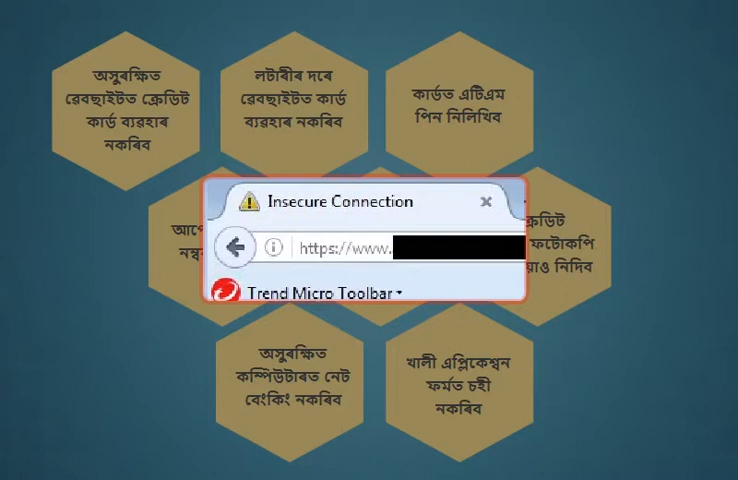 অসুৰক্ষিত
ৱেবছাইটত ক্ৰেডিট
কাৰ্ড ব্যৱহাৰ
নকৰিব
লটাৰীৰ দৰে
ৱেবছাইটত কাৰ্ড
ব্যৱহাৰ নকৰিব
কাৰ্ডত এটিএম
পিন নিলিখিব
Insecure Connection
https://www.
Trend Micro Toolbar
ফটোকপি
নিদিব
অসুৰক্ষিত
কম্পিউটাৰত নেট
বেংকিং নকৰিব
খালী এপ্লিকেশ্বন
ফৰ্মত চহী
নকৰিব